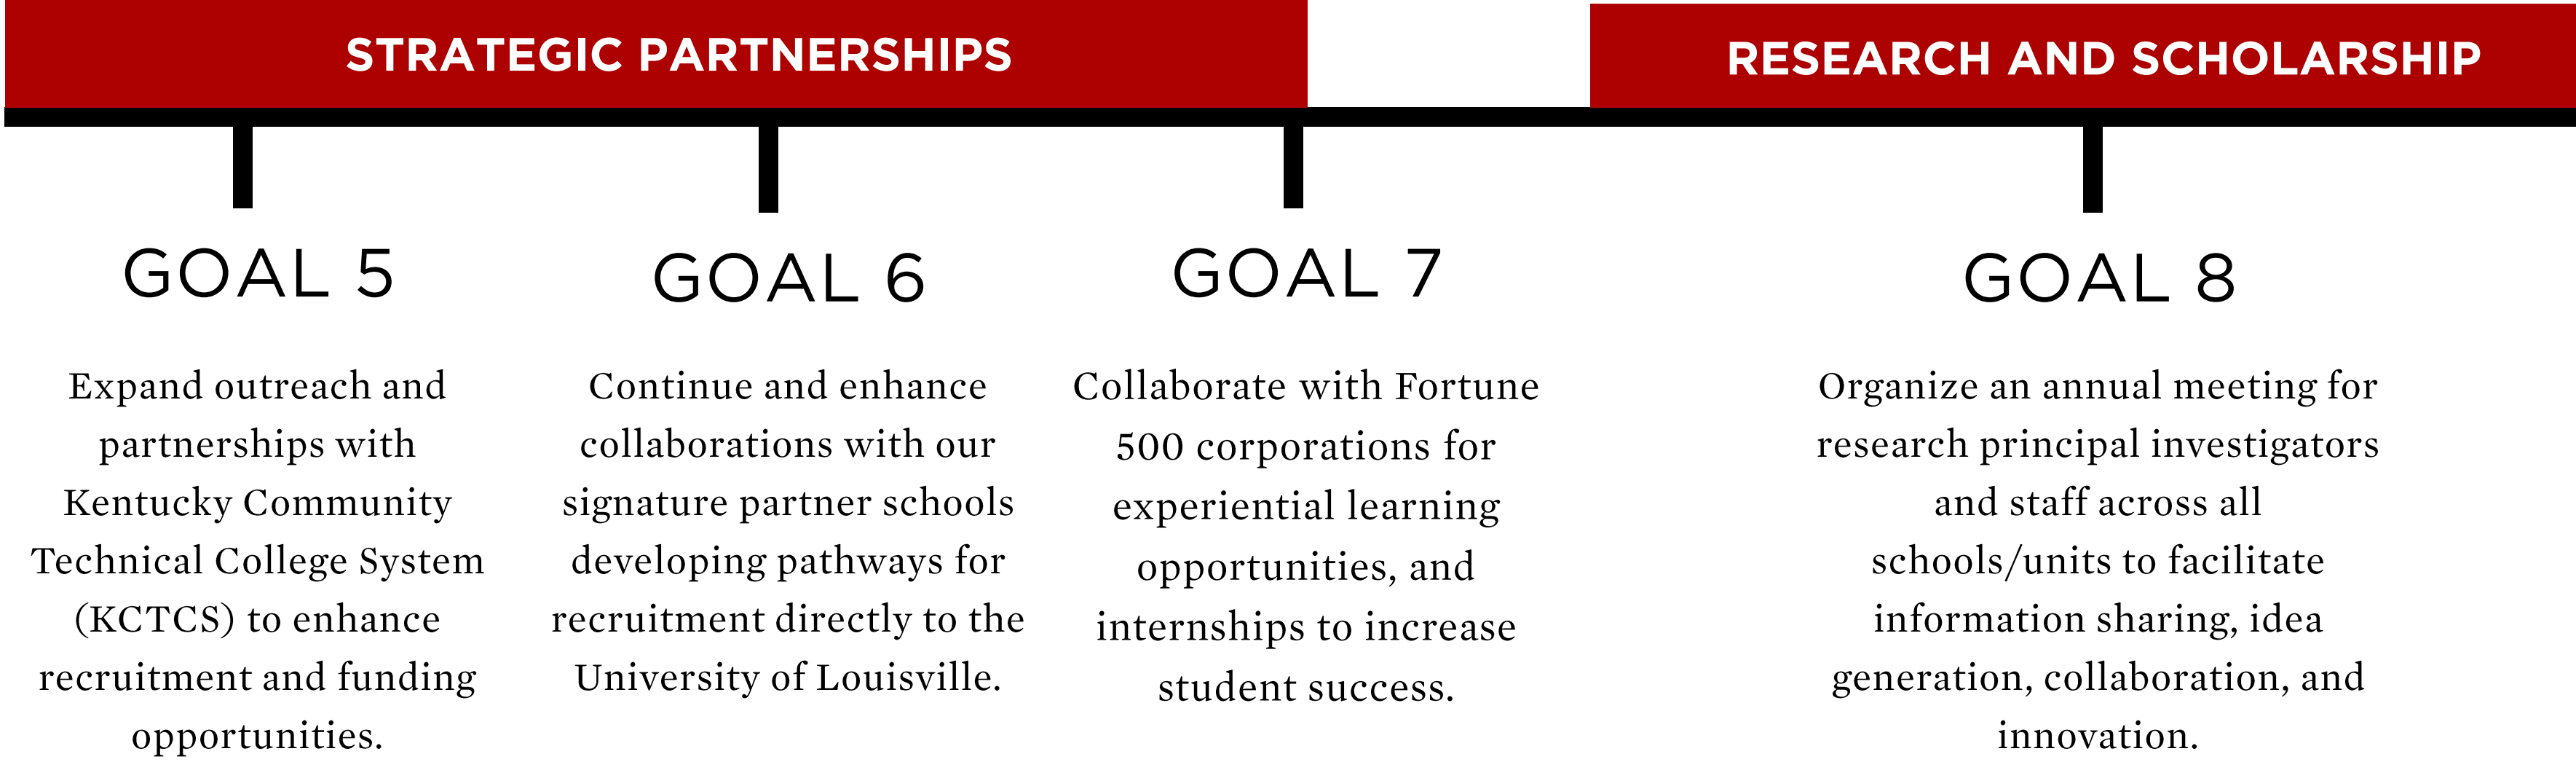 STRATEGIC PARTNERSHIPS
GOAL 5
Expand outreach and
partnerships with
Kentucky Community
Technical College System
(KCTCS) to enhance
recruitment and funding
opportunities.
GOAL 6
Continue and enhance
collaborations with our
signature partner schools
developing pathways for
recruitment directly to the
University of Louisville.
GOAL 7
Collaborate with Fortune
500 corporations for
experiential learning
opportunities, and
internships to increase
student success.
RESEARCH AND SCHOLARSHIP
GOAL 8
Organize an annual meeting for
research principal investigators
and staff across all
schools/units to facilitate
information sharing, idea
generation, collaboration, and
innovation.